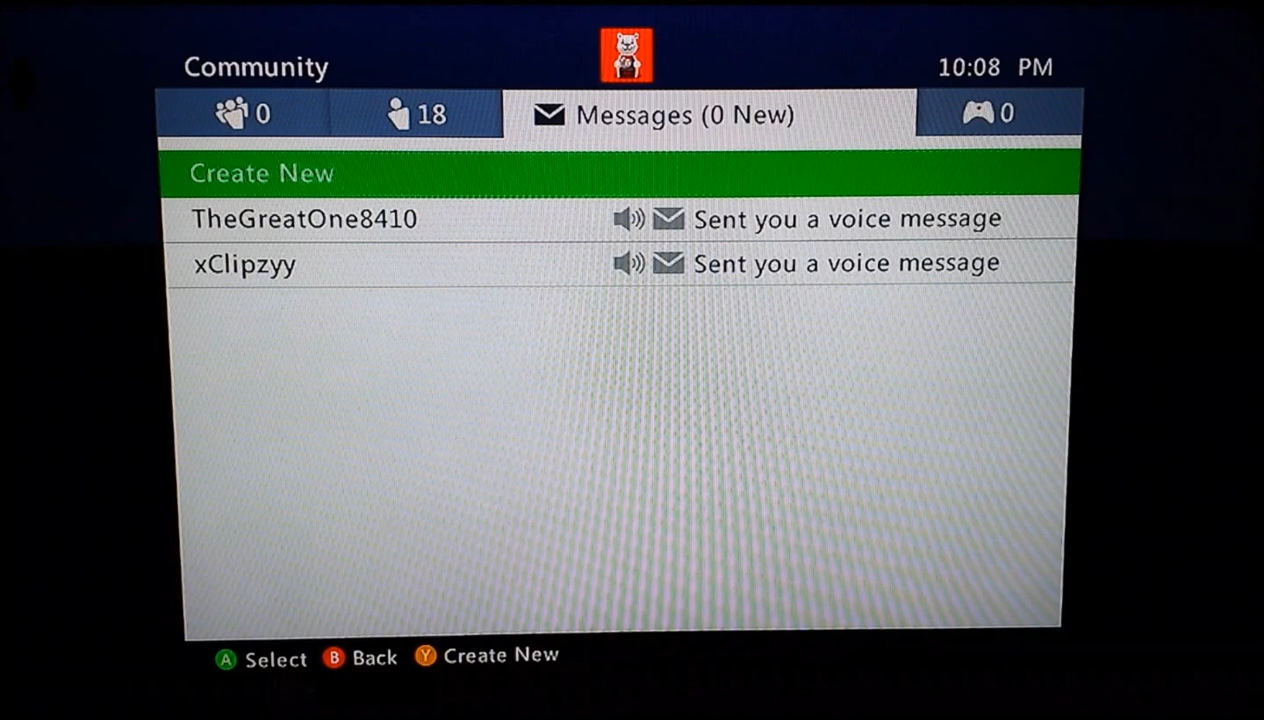 Community
10:08 PM
0
18
Messages (0 New)
0
Create New
TheGreatOne8410 Sent you a voice message
xClipzyy Sent you a voice message
A Select B Back Y Create New